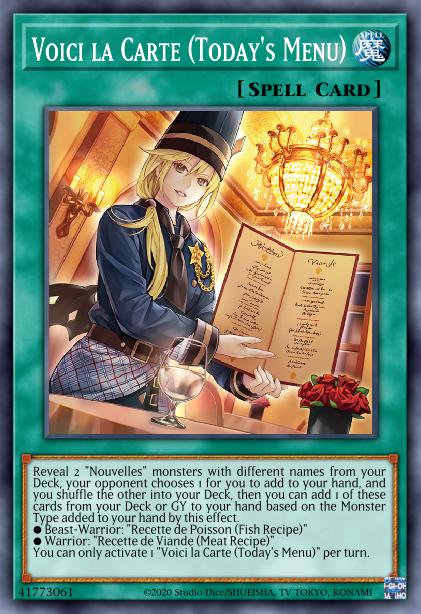 Voici la Carte (Today's Menu)
SPELL
魔
[Spell Card]
Poisson
Viande
Reveal 2 "Nouvelles" monsters with different names from your
Deck, your opponent chooses 1 for you to add to your hand, and
you shuffle the other into your Deck, then you can add 1 of these
cards from your Deck or GY to your hand based on the Monster
Type added to your hand by this effect.
● Beast-Warrior: "Recette de Poisson (Fish Recipe)"
● Warrior: "Recette de Viande (Meat Recipe)"
You can only activate 1 "Voici la Carte (Today's Menu)" per turn.
41773061
©2020 Studio Dice/SHUEISHA, TV TOKYO, KONAMI